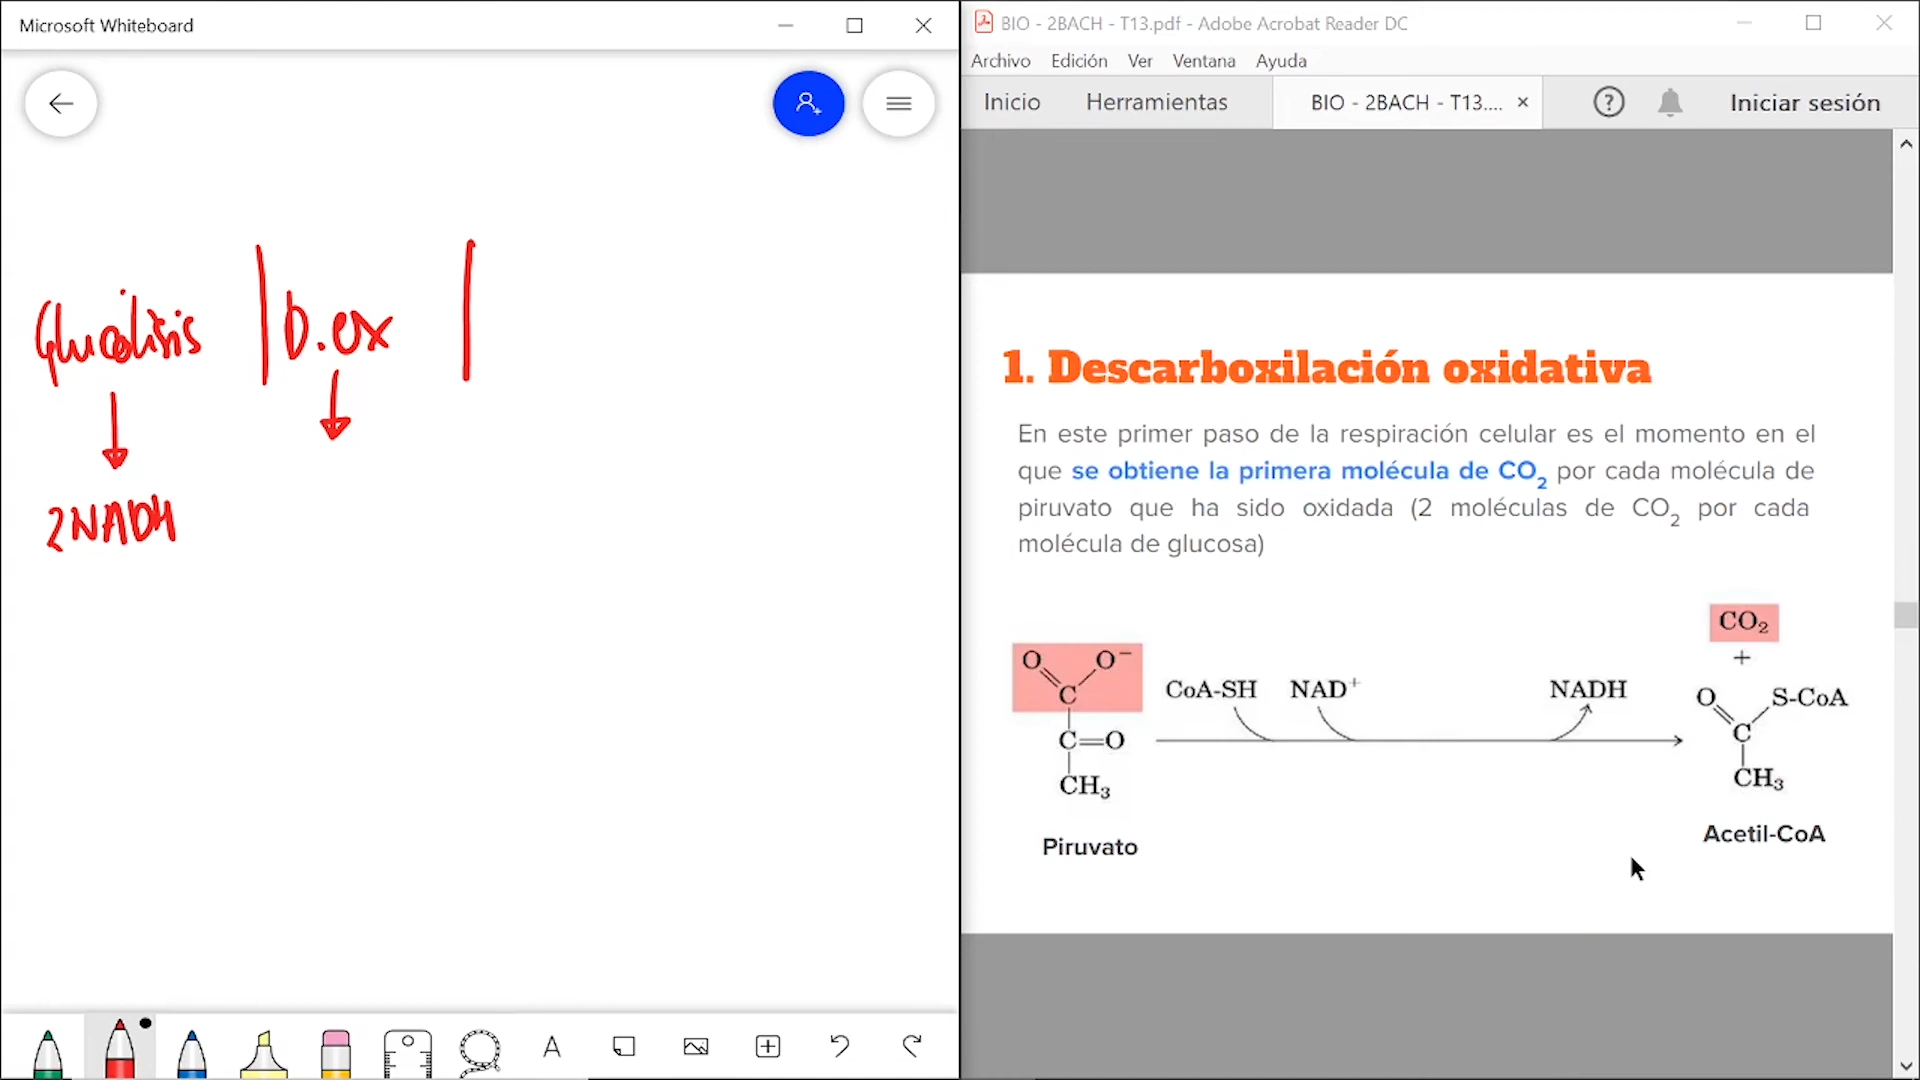 Microsoft Whiteboard
Glucolisis | D.ox |
2NADH
BIO - 2BACH - T13.pdf - Adobe Acrobat Reader DC
Archivo Edición Ver Ventana Ayuda
Inicio Herramientas BIO - 2BACH - T13.... × Iniciar sesión
1. Descarboxilación oxidativa
En este primer paso de la respiración celular es el momento en el
que se obtiene la primera molécula de CO₂ por cada molécula de
piruvato que ha sido oxidada (2 moléculas de CO₂ por cada
molécula de glucosa)
CO₂
+
O O⁻
C
CoA-SH NAD⁺ NADH
O S-CoA
C
C=O
CH₃
CH₃
Piruvato
Acetil-CoA